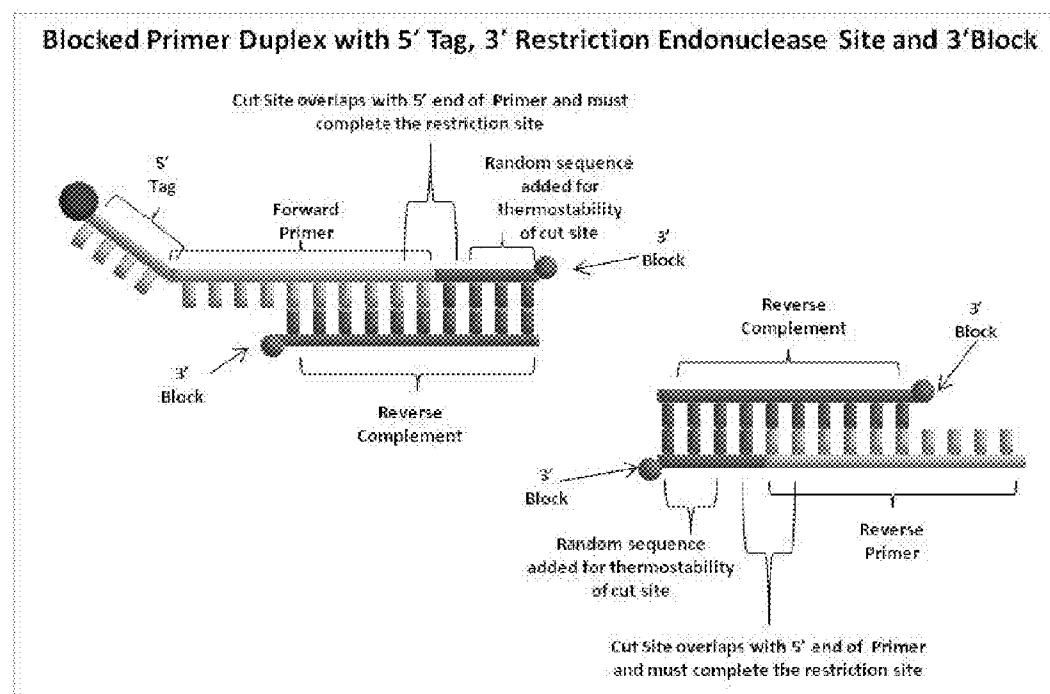 Blocked Primer Duplex with 5' Tag, 3' Restriction Endonuclease Site and 3'Block
Cut Site overlaps with 5' end of Primer and must
complete the restriction site
5'
Tag
Forward
Primer
Random sequence
added for
thermostability
of cut site
3'
Block
3'
Block
Reverse
Complement
Reverse
Complement
3'
Block
3'
Block
Random sequence
added for thermostability
of cut site
Reverse
Primer
Cut Site overlaps with 5' end of Primer
and must complete the restriction site